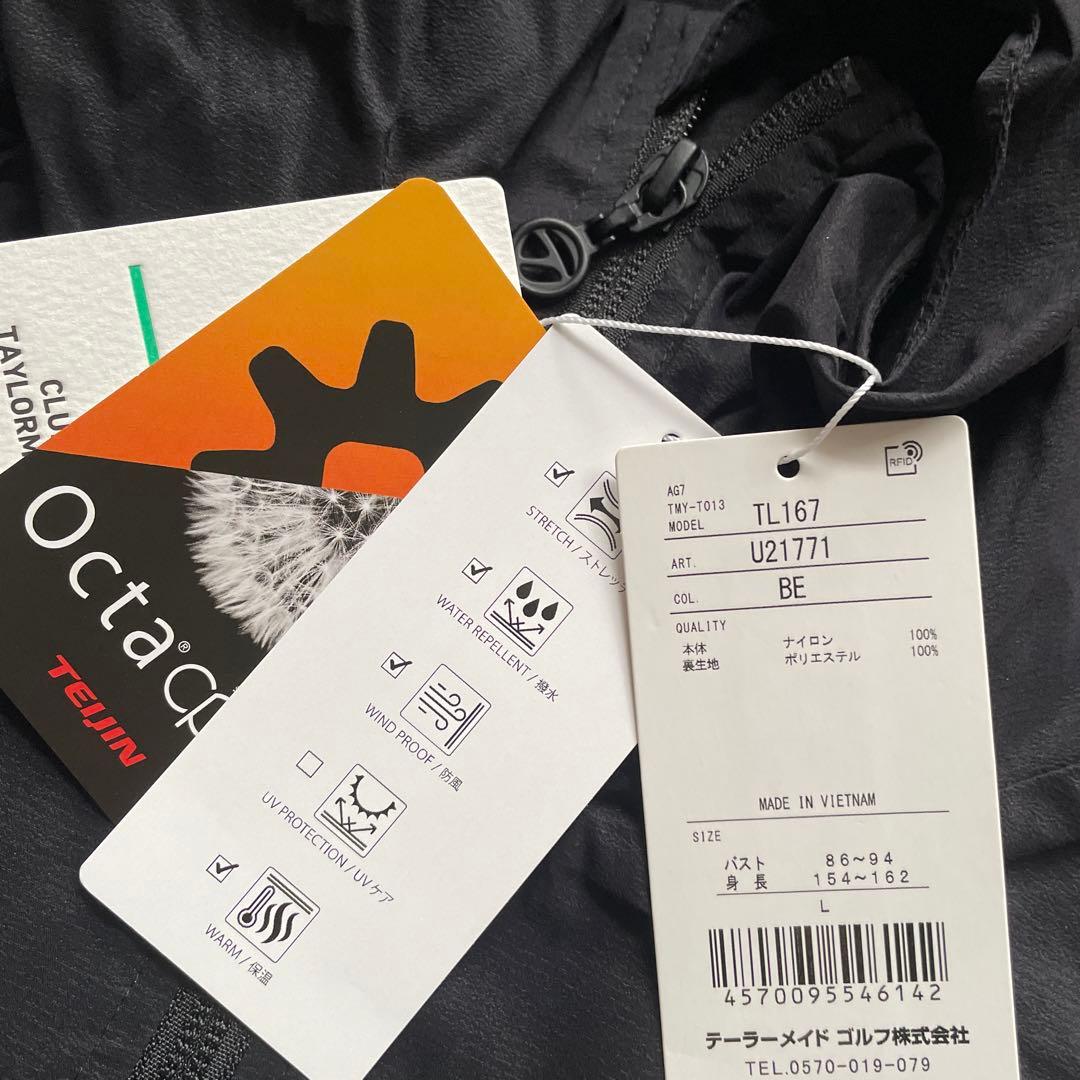 CLU
TAYLORM
Octa® cp
TEIJIN
STRETCH / ストレッチ
WATER REPELLENT / 撥水
WIND PROOF / 防風
UV PROTECTION / UV ケア
WARM / 保温
RFID
AG7
TMY-T013
MODEL TL167
ART. U21771
COL. BE
QUALITY
本体 ナイロン 100%
裏生地 ポリエステル 100%
MADE IN VIETNAM
SIZE
バスト 86~94
身長 154~162
L
4570095546142
テーラーメイド ゴルフ株式会社
TEL.0570-019-079